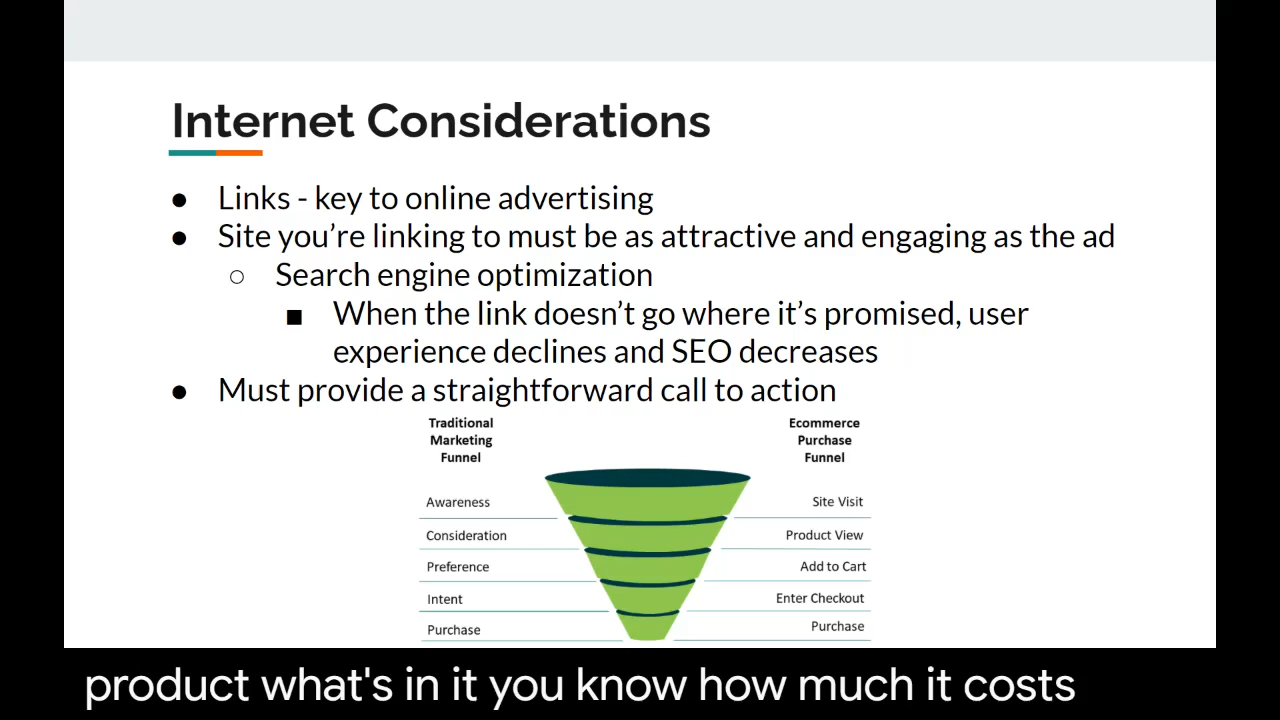 Internet Considerations
● Links - key to online advertising
● Site you're linking to must be as attractive and engaging as the ad
○ Search engine optimization
■ When the link doesn't go where it's promised, user
experience declines and SEO decreases
● Must provide a straightforward call to action
Traditional
Marketing
Funnel
Ecommerce
Purchase
Funnel
Awareness
Site Visit
Consideration
Product View
Preference
Add to Cart
Intent
Enter Checkout
Purchase
Purchase
product what's in it you know how much it costs